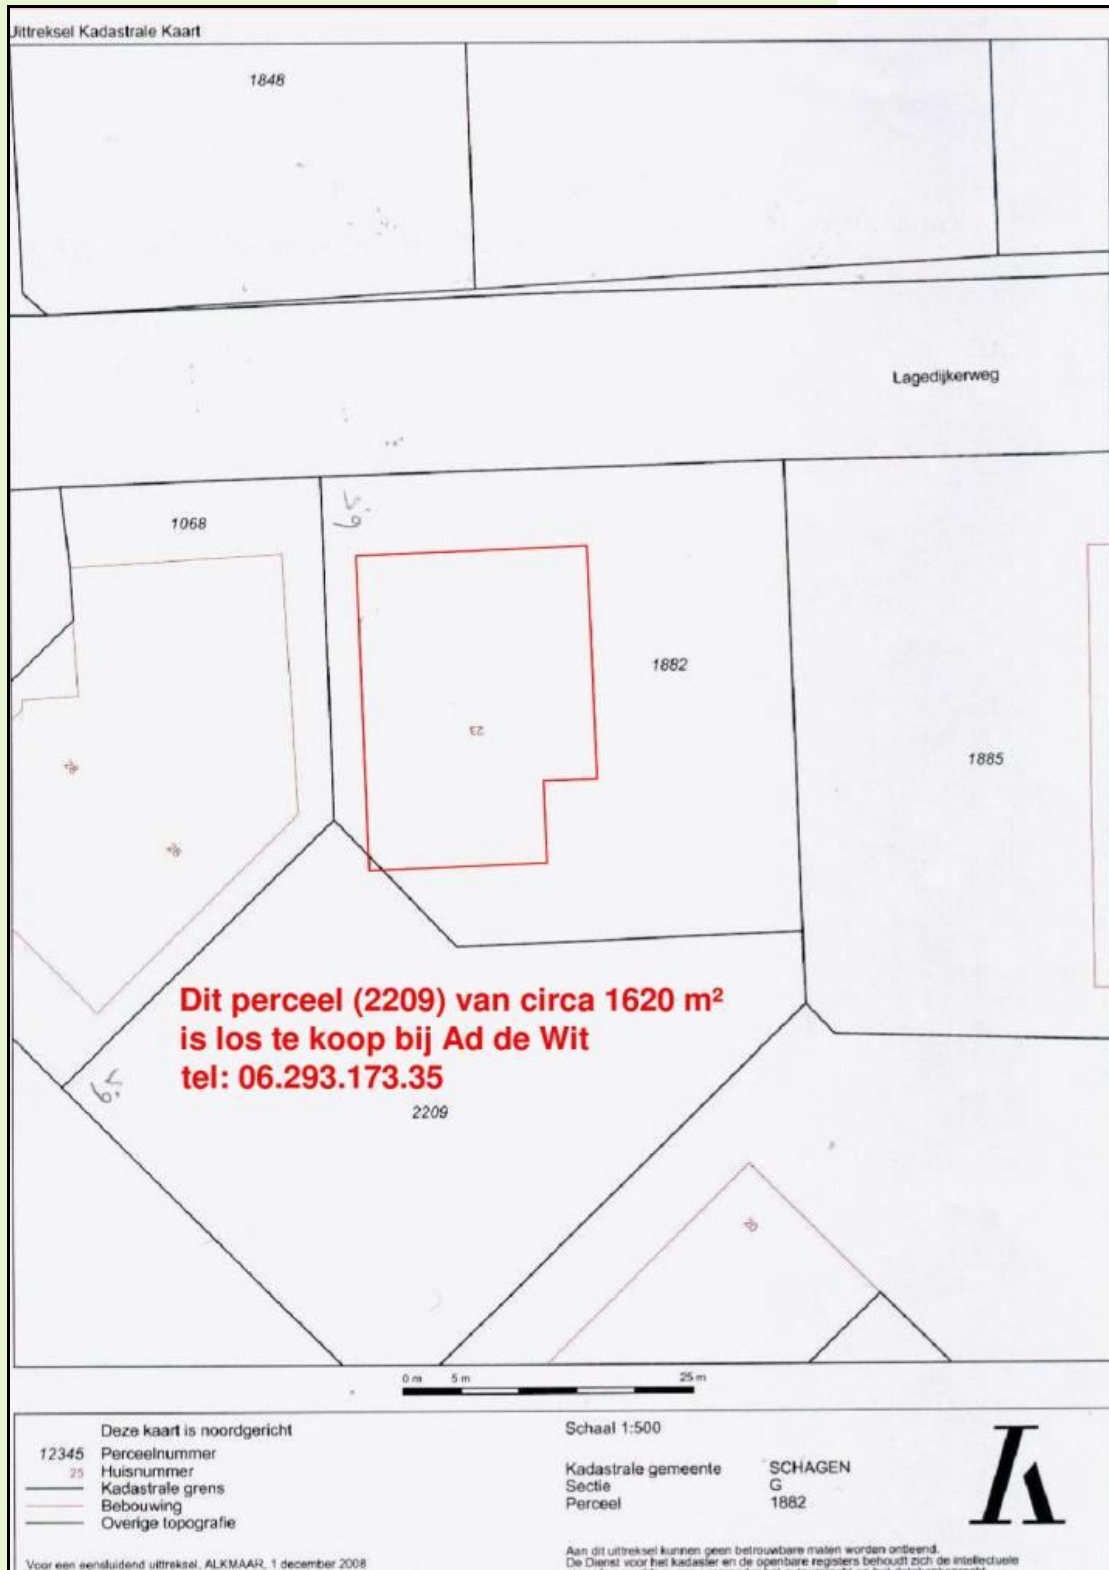 Uittreksel Kadastrale Kaart
1848
Lagedijkerweg
1068
1882
23
1885
28
26
Dit perceel (2209) van circa 1620 m²
is los te koop bij Ad de Wit
tel: 06.293.173.35
2209
20
0 m 5 m 25 m
Deze kaart is noordgericht
12345 Perceelnummer
25 Huisnummer
Kadastrale grens
Bebouwing
Overige topografie
Voor een eensluidend uittreksel, ALKMAAR, 1 december 2008
Schaal 1:500
Kadastrale gemeente SCHAGEN
Sectie G
Perceel 1882
Aan dit uittreksel kunnen geen betrouwbare maten worden ontleend.
De Dienst voor het kadaster en de openbare registers behoudt zich de intellectuele